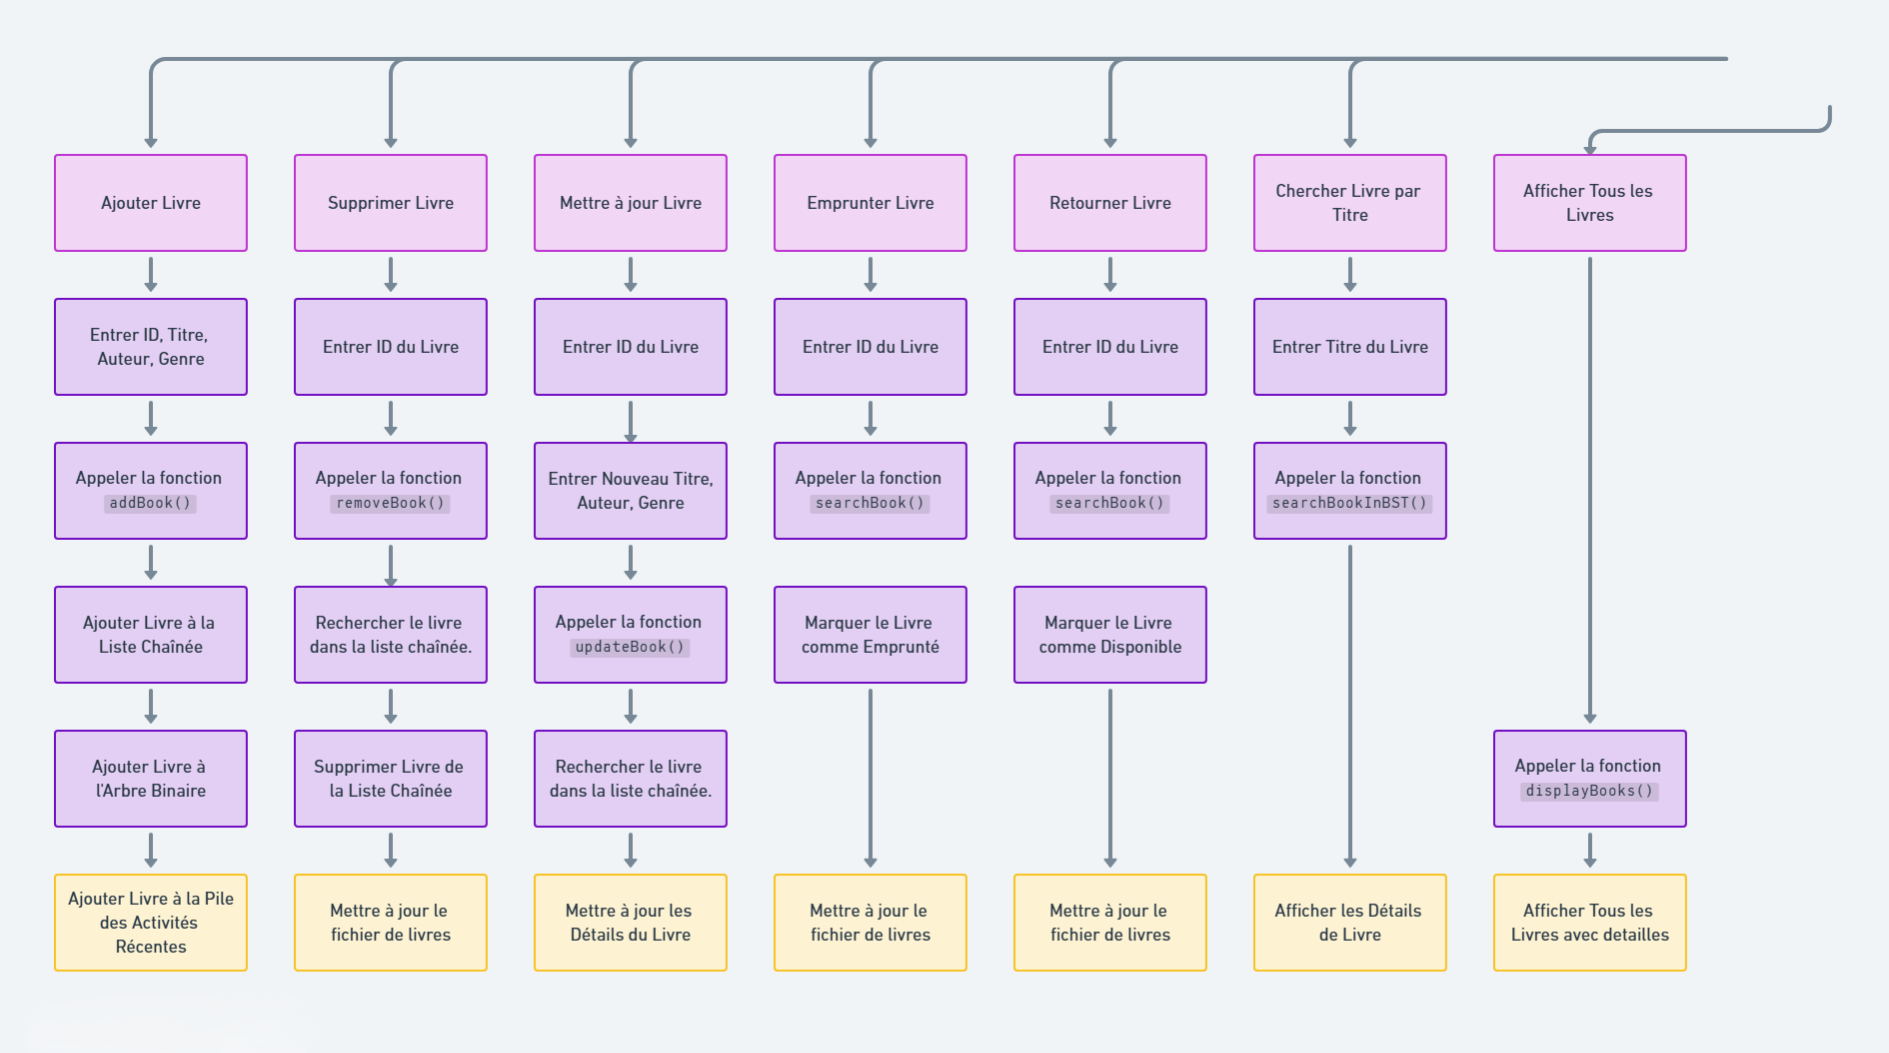 Ajouter Livre
Supprimer Livre
Mettre à jour Livre
Emprunter Livre
Retourner Livre
Chercher Livre par
Titre
Afficher Tous les
Livres
Entrer ID, Titre,
Auteur, Genre
Entrer ID du Livre
Entrer ID du Livre
Entrer ID du Livre
Entrer ID du Livre
Entrer Titre du Livre
Appeler la fonction
addBook()
Appeler la fonction
removeBook()
Entrer Nouveau Titre,
Auteur, Genre
Appeler la fonction
searchBook()
Appeler la fonction
searchBook()
Appeler la fonction
searchBookInBST()
Ajouter Livre à la
Liste Chaînée
Rechercher le livre
dans la liste chaînée.
Appeler la fonction
updateBook()
Marquer le Livre
comme Emprunté
Marquer le Livre
comme Disponible
Ajouter Livre à
l'Arbre Binaire
Supprimer Livre de
la Liste Chaînée
Rechercher le livre
dans la liste chaînée.
Appeler la fonction
displayBooks()
Ajouter Livre à la Pile
des Activités
Récentes
Mettre à jour le
fichier de livres
Mettre à jour les
Détails du Livre
Mettre à jour le
fichier de livres
Mettre à jour le
fichier de livres
Afficher les Détails
de Livre
Afficher Tous les
Livres avec detailles